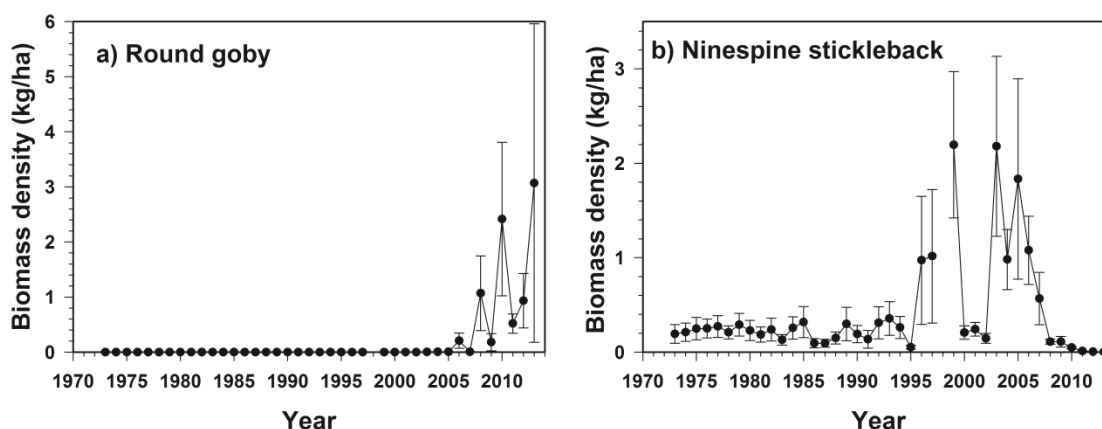 a) Round goby
Biomass density (kg/ha)
6
5
4
3
2
1
0
1970 1975 1980 1985 1990 1995 2000 2005 2010
Year
b) Ninespine stickleback
Biomass density (kg/ha)
3
2
1
0
1970 1975 1980 1985 1990 1995 2000 2005 2010
Year